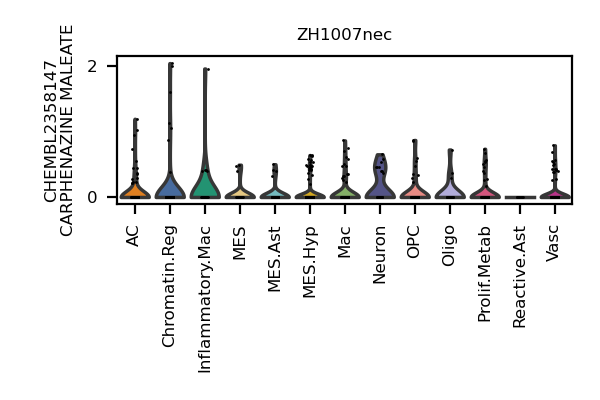 ZH1007nec
CHEMBL2358147
CARPHENAZINE MALEATE
2
0
AC
Chromatin.Reg
Inflammatory.Mac
MES
MES.Ast
MES.Hyp
Mac
Neuron
OPC
Oligo
Prolif.Metab
Reactive.Ast
Vasc